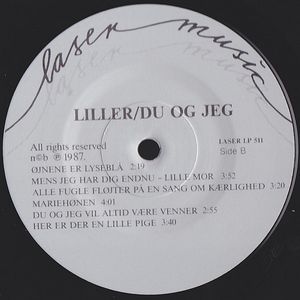 laser music
laser music
LILLER/DU OG JEG
All rights reserved
n©b ℗ 1987.
LASER LP 511
Side B
ØJNENE ER LYSEBLÅ 2:19
MENS JEG HAR DIG ENDNU - LILLE MOR 3:52
ALLE FUGLE FLØJTER PÅ EN SANG OM KÆRLIGHED 3:20
MARIEHØNEN 4:01
DU OG JEG VIL ALTID VÆRE VENNER 2:55
HER ER DER EN LILLE PIGE 3:40